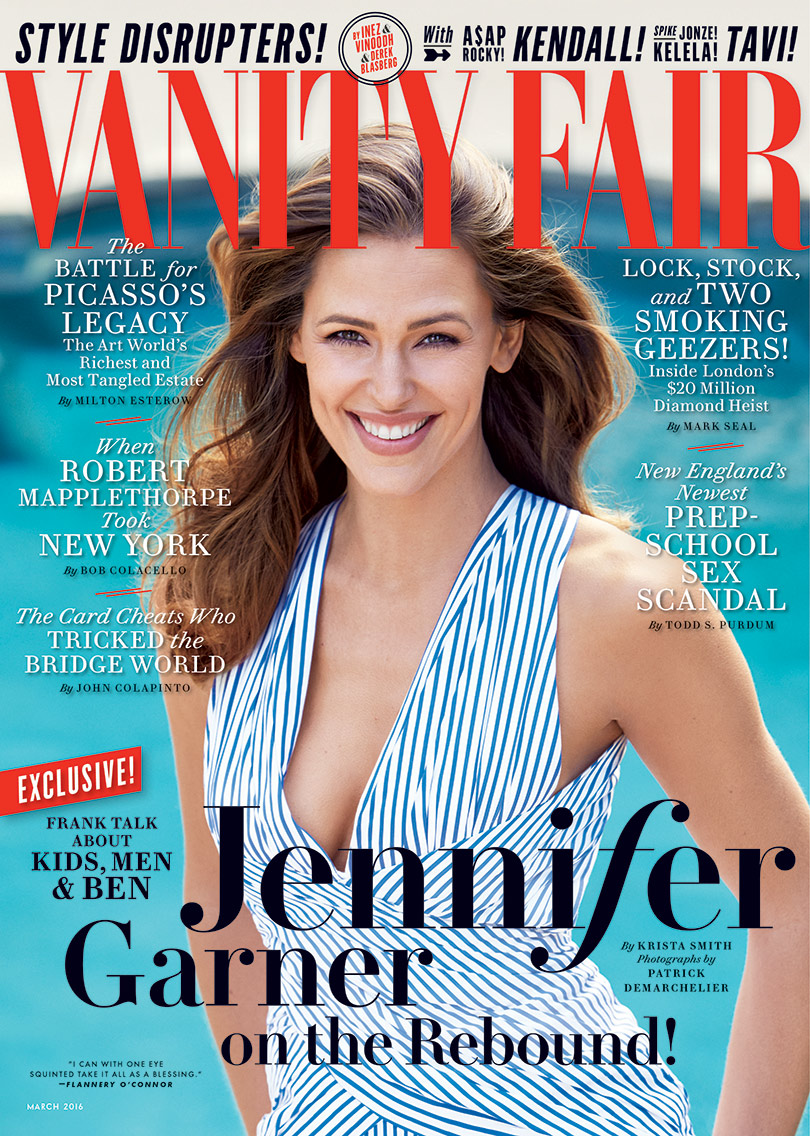 STYLE DISRUPTERS!
BY INEZ &
VINOODH
& DEREK
BLASBERG
With
A$AP
ROCKY!
KENDALL!
SPIKE JONZE!
KELELA!
TAVI!
VANITY FAIR
The
BATTLE for
PICASSO'S
LEGACY
The Art World's
Richest and
Most Tangled Estate
By MILTON ESTEROW
When
ROBERT
MAPPLETHORPE
Took
NEW YORK
By BOB COLACELLO
The Card Cheats Who
TRICKED the
BRIDGE WORLD
By JOHN COLAPINTO
LOCK, STOCK,
and TWO
SMOKING
GEEZERS!
Inside London's
$20 Million
Diamond Heist
By MARK SEAL
New England's
Newest
PREP-
SCHOOL
SEX
SCANDAL
By TODD S. PURDUM
EXCLUSIVE!
FRANK TALK
ABOUT
KIDS, MEN
& BEN
Jennifer
Garner
on the Rebound!
By KRISTA SMITH
Photographs by
PATRICK
DEMARCHELIER
"I CAN WITH ONE EYE
SQUINTED TAKE IT ALL AS A BLESSING."
—FLANNERY O'CONNOR
MARCH 2016